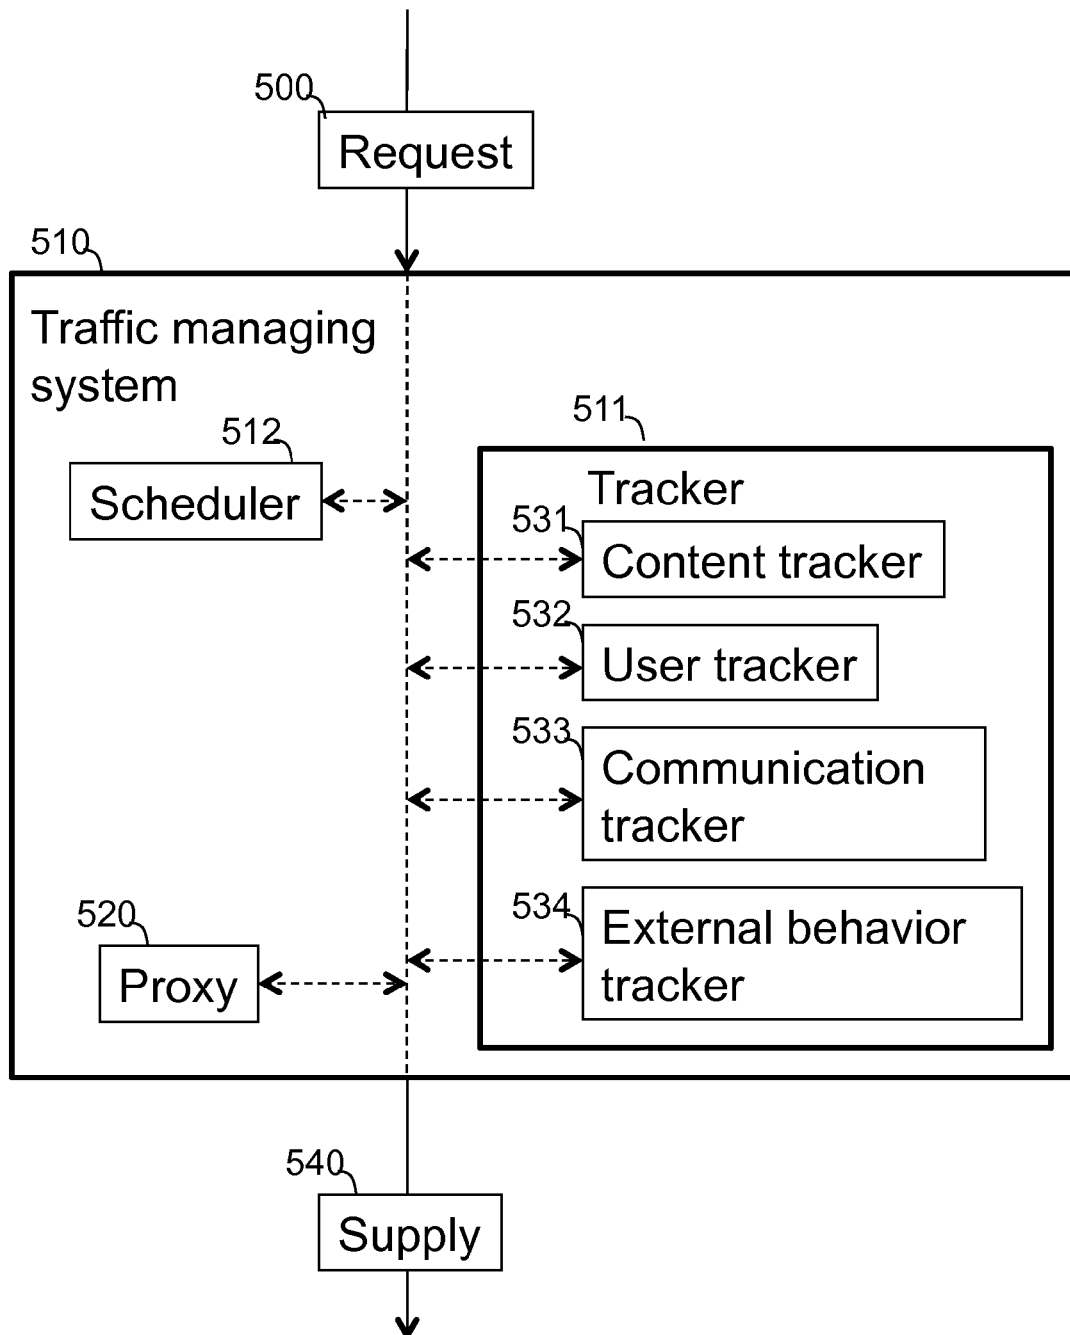 500
Request
510
Traffic managing
system
511
512
Scheduler
Tracker
531
Content tracker
532
User tracker
533
Communication
tracker
534
External behavior
tracker
520
Proxy
540
Supply